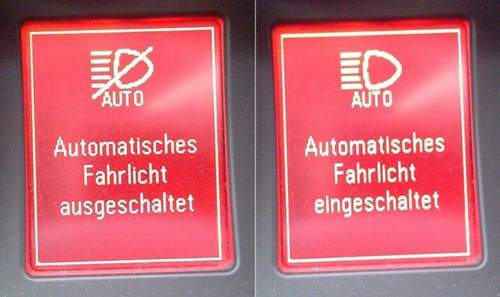 AUTO
Automatisches
Fahrlicht
ausgeschaltet
AUTO
Automatisches
Fahrlicht
eingeschaltet